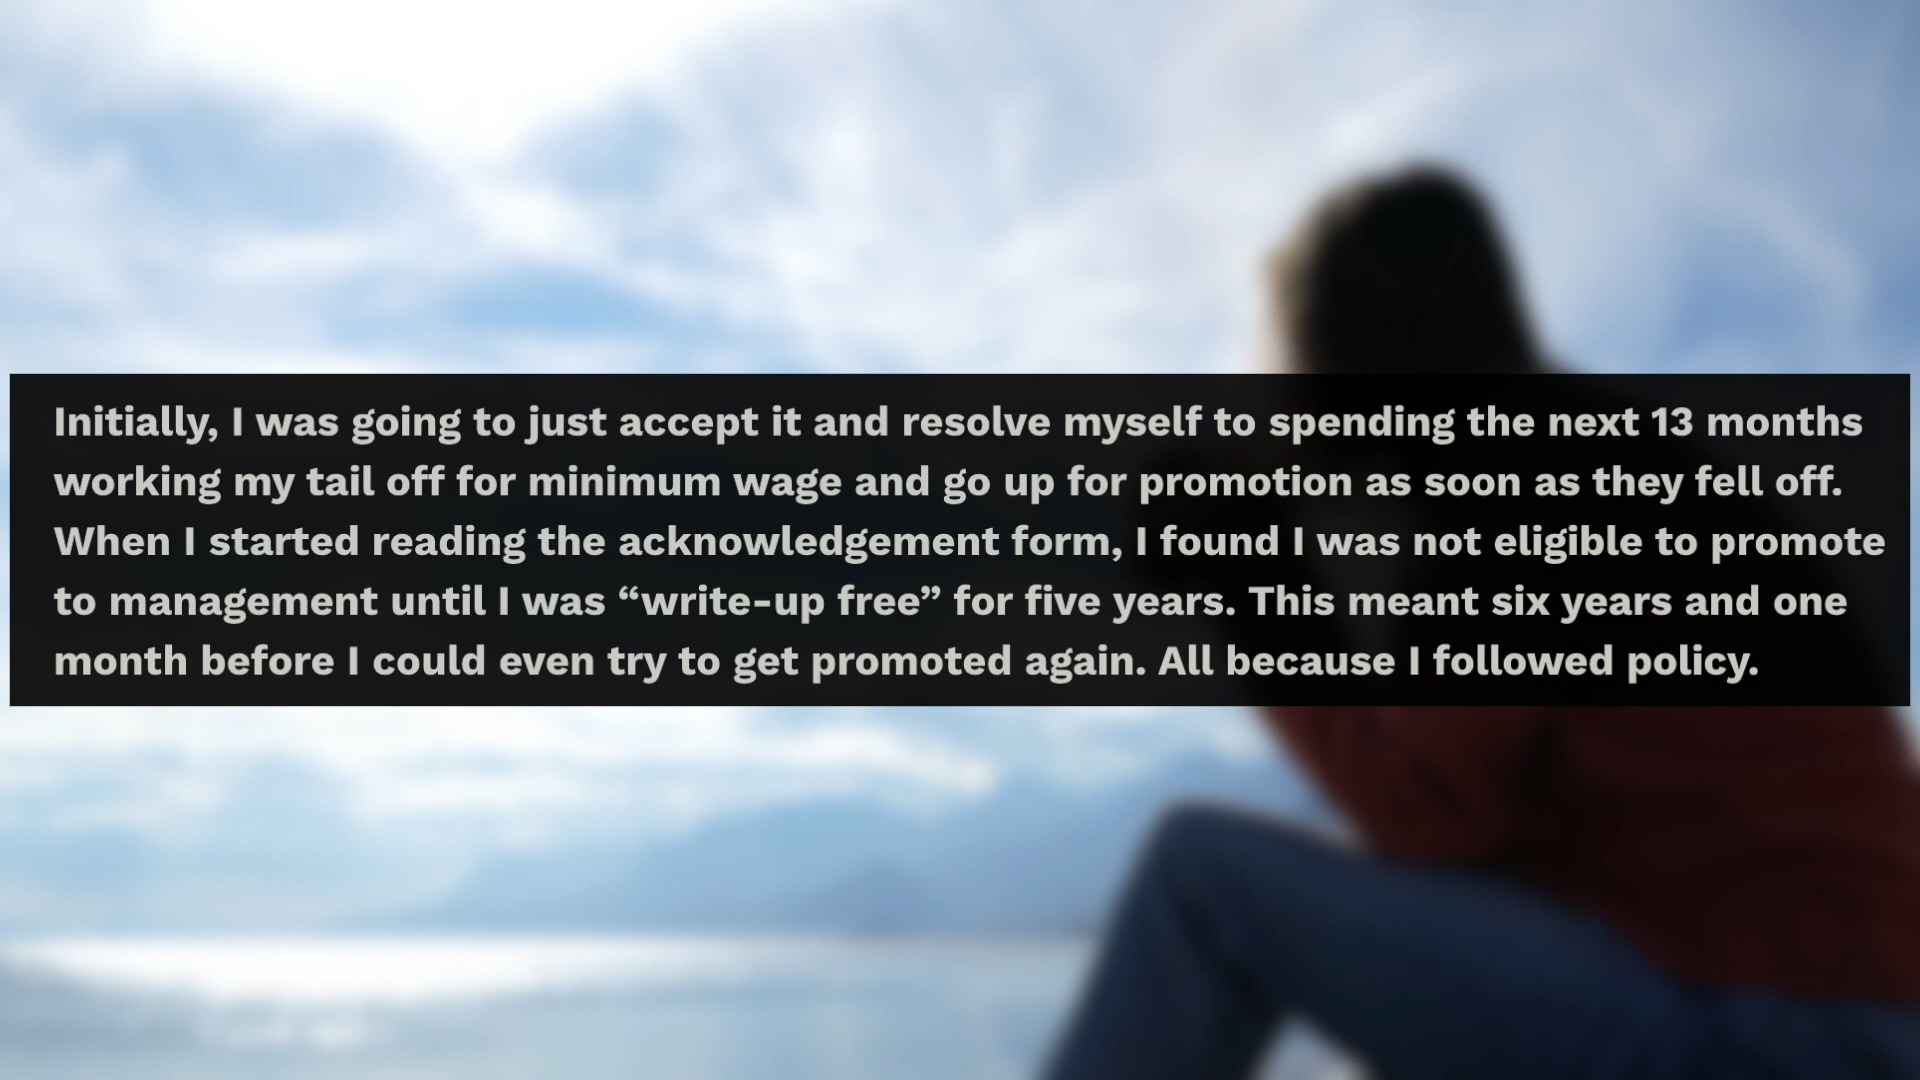 Initially, I was going to just accept it and resolve myself to spending the next 13 months
working my tail off for minimum wage and go up for promotion as soon as they fell off.
When I started reading the acknowledgement form, I found I was not eligible to promote
to management until I was “write-up free” for five years. This meant six years and one
month before I could even try to get promoted again. All because I followed policy.